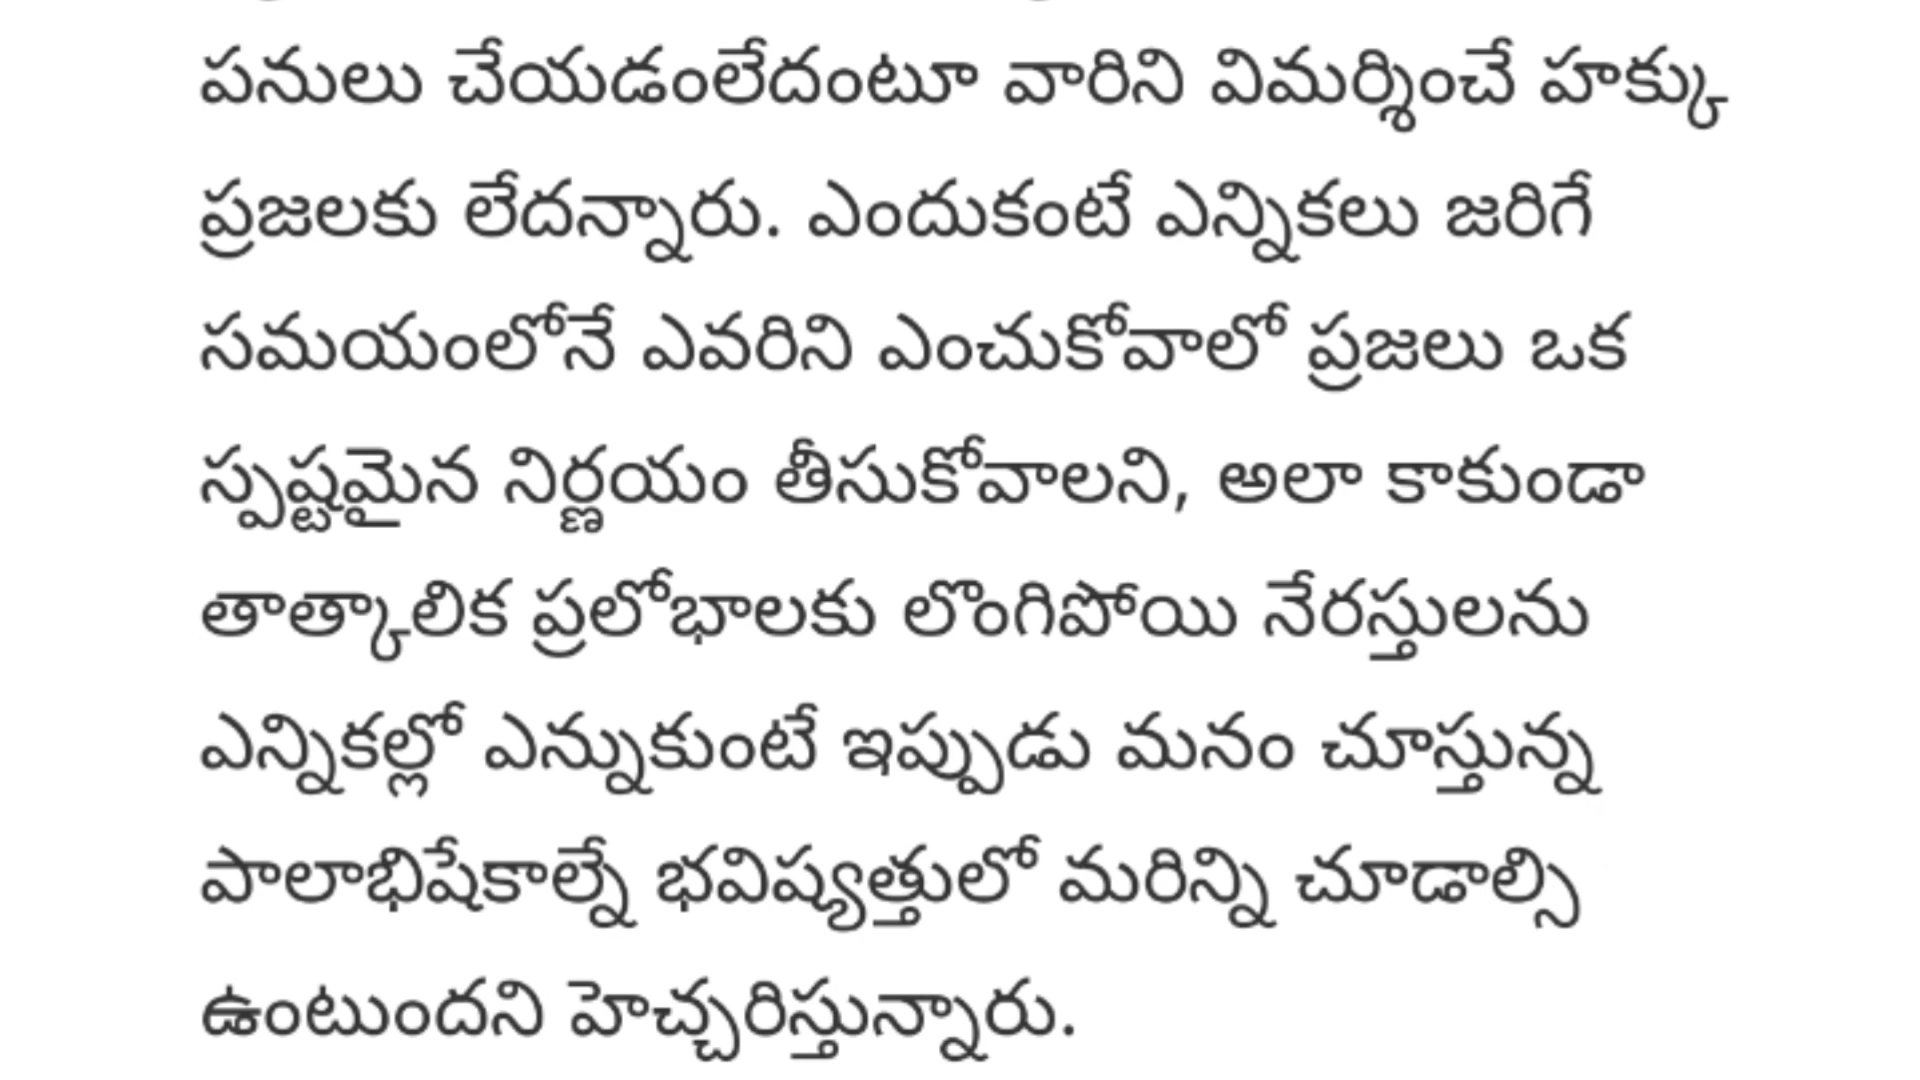 పనులు చేయడంలేదంటూ వారిని విమర్శించే హక్కు
ప్రజలకు లేదన్నారు. ఎందుకంటే ఎన్నికలు జరిగే
సమయంలోనే ఎవరిని ఎంచుకోవాలో ప్రజలు ఒక
స్పష్టమైన నిర్ణయం తీసుకోవాలని, అలా కాకుండా
తాత్కాలిక ప్రలోభాలకు లొంగిపోయి నేరస్తులను
ఎన్నికల్లో ఎన్నుకుంటే ఇప్పుడు మనం చూస్తున్న
పాలాభిషేకాల్నే భవిష్యత్తులో మరిన్ని చూడాల్సి
ఉంటుందని హెచ్చరిస్తున్నారు.